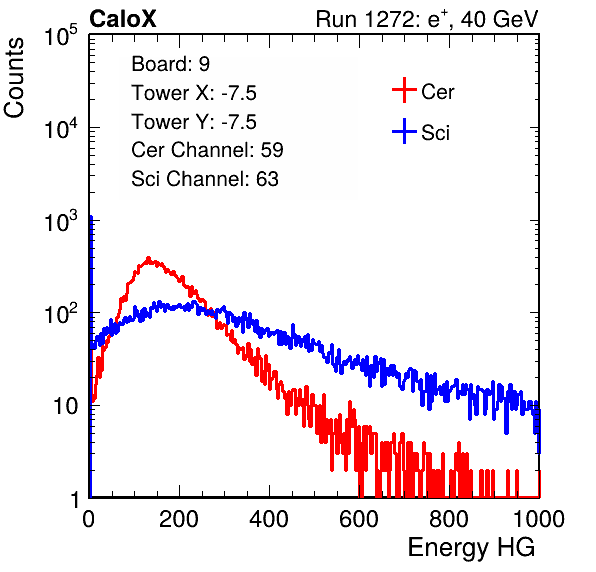 CaloX Run 1272: e⁺, 40 GeV
Counts
Board: 9
Tower X: -7.5
Tower Y: -7.5
Cer Channel: 59
Sci Channel: 63
Cer
Sci
10⁵
10⁴
10³
10²
10
1
0 200 400 600 800 1000
Energy HG